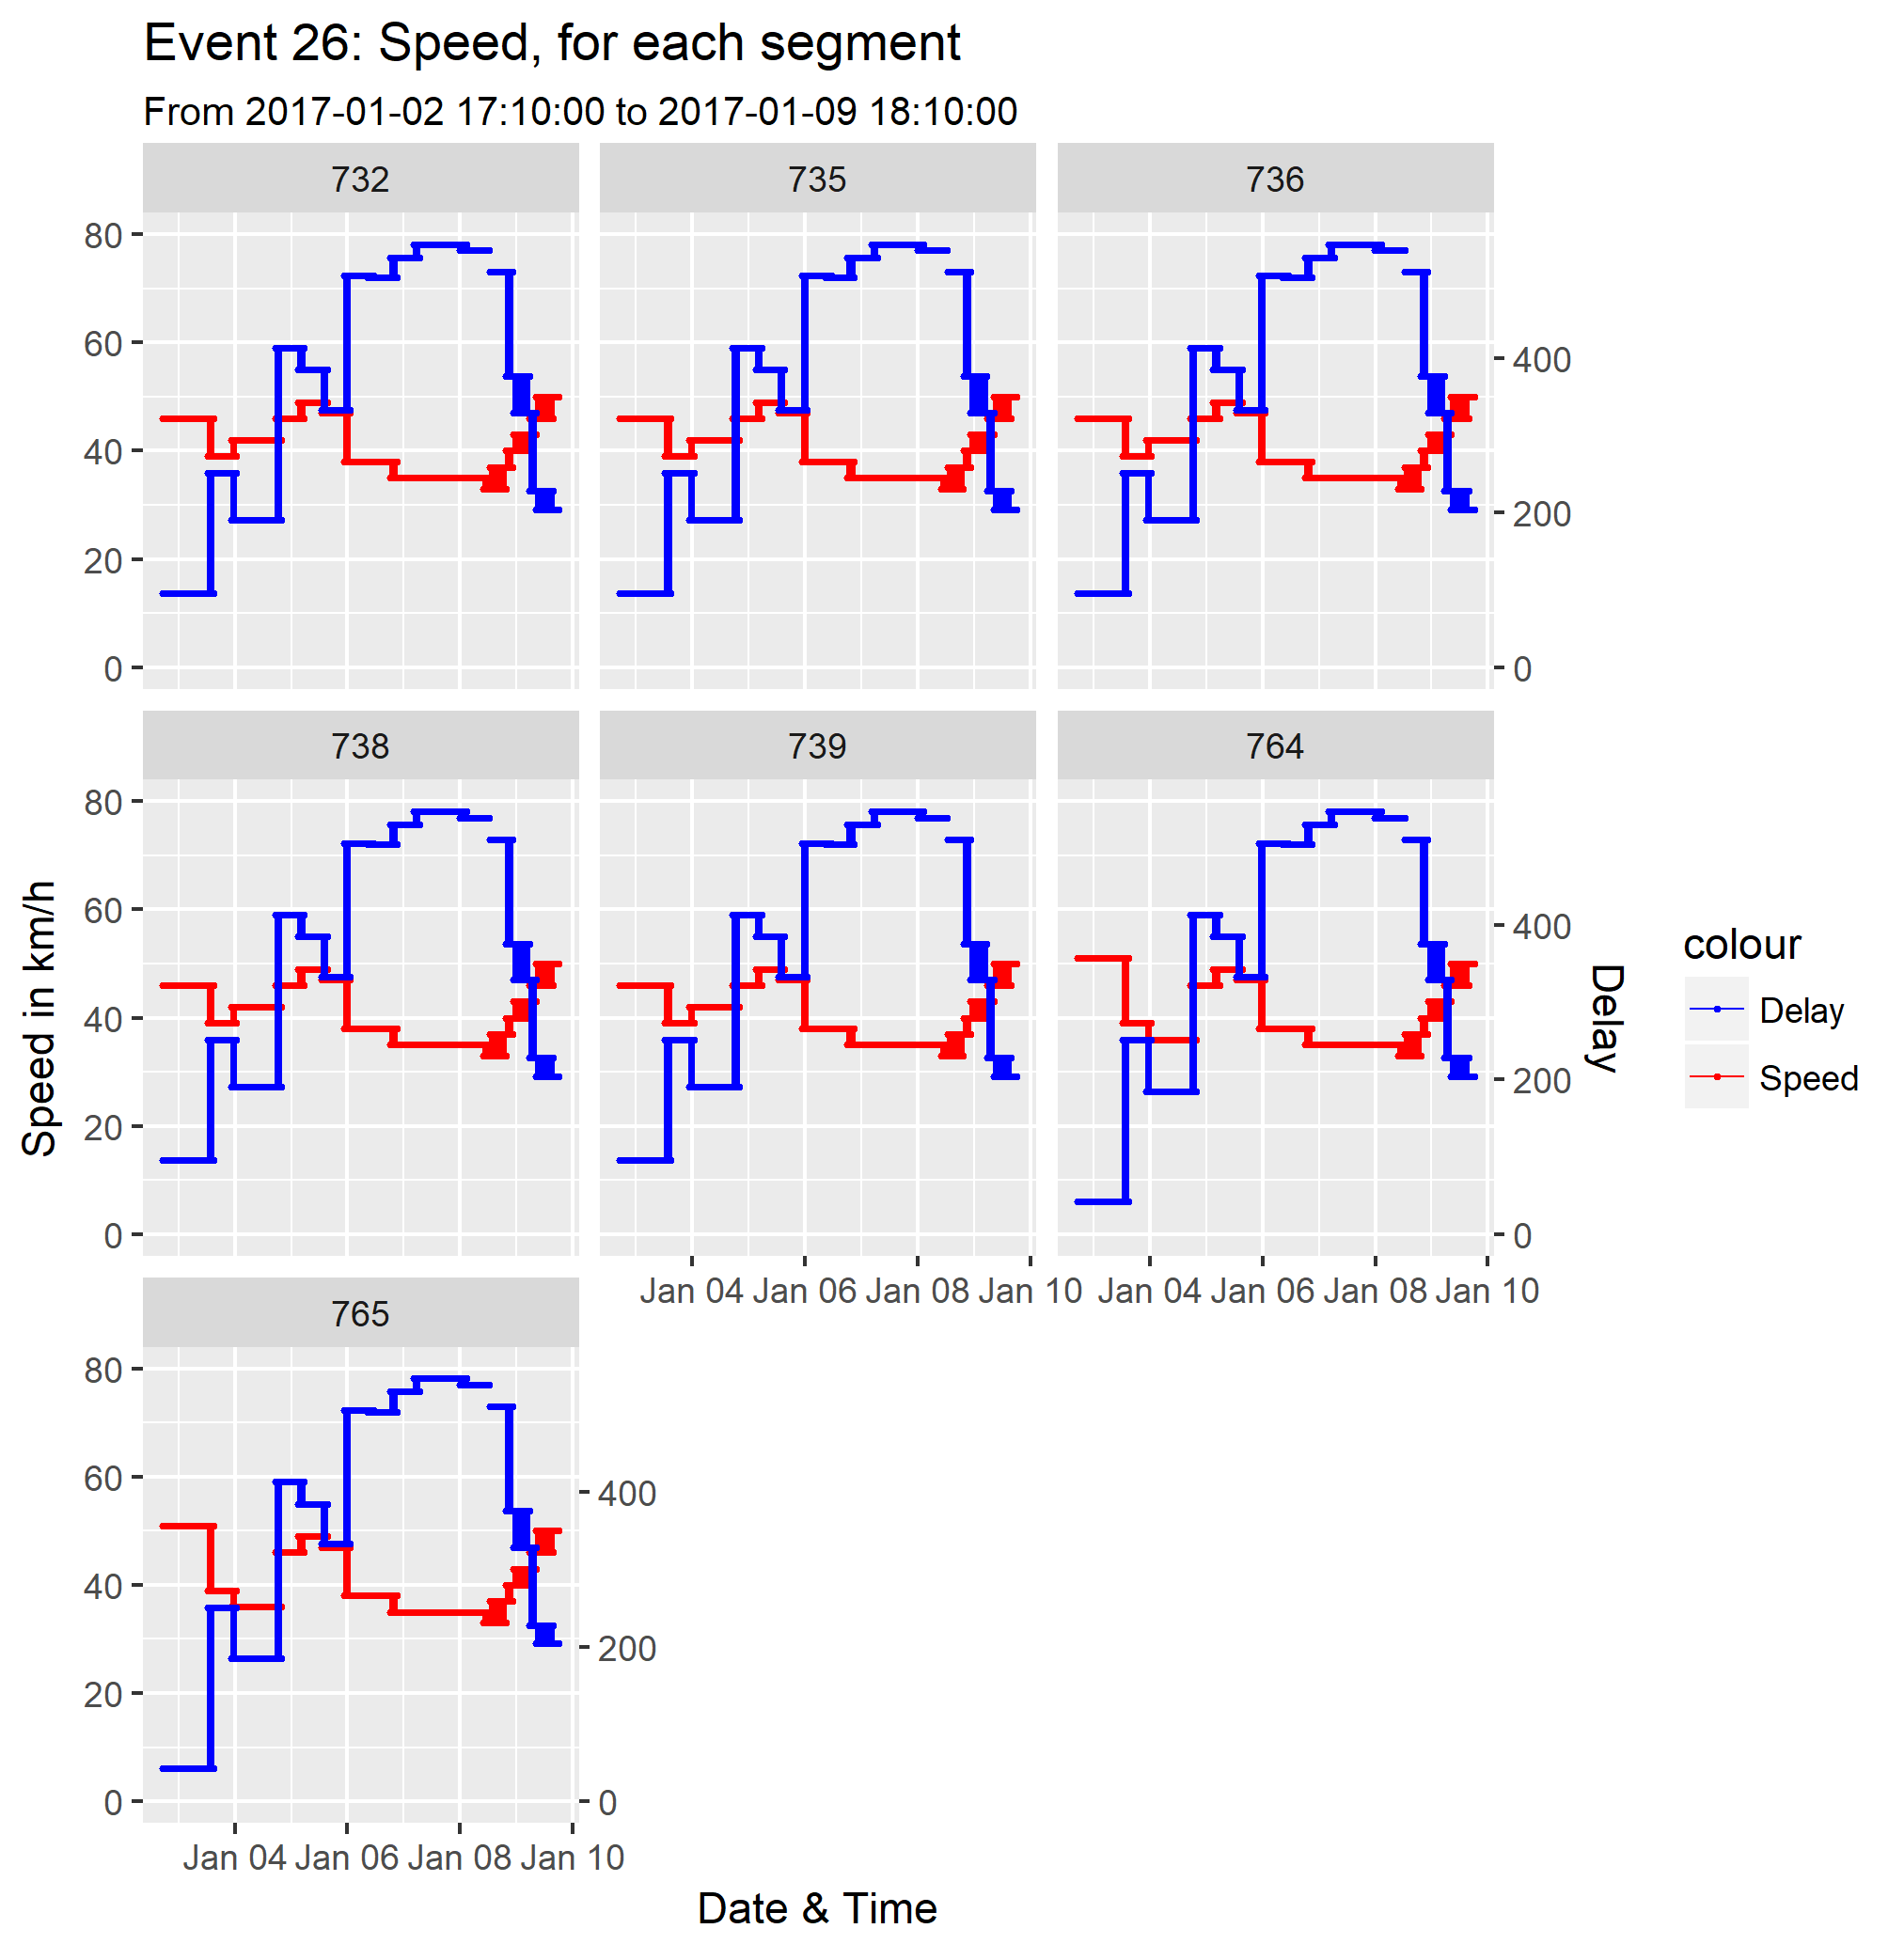 Event 26: Speed, for each segment
From 2017-01-02 17:10:00 to 2017-01-09 18:10:00
732 735 736
80
60
40
20
0
400
200
0
738 739 764
80
60
40
20
0
400
200
0
Jan 04 Jan 06 Jan 08 Jan 10 Jan 04 Jan 06 Jan 08 Jan 10
765
80
60
40
20
0
400
200
0
Jan 04 Jan 06 Jan 08 Jan 10
Date & Time
Speed in km/h
Delay
colour
Delay
Speed